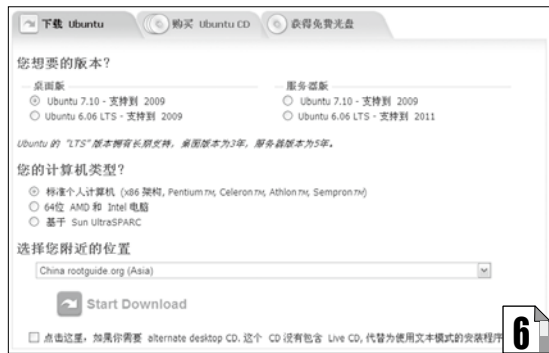 下载 Ubuntu
购买 Ubuntu CD
获得免费光盘
您想要的版本?
桌面版
服务器版
Ubuntu 7.10 - 支持到 2009
Ubuntu 7.10 - 支持到 2009
Ubuntu 6.06 LTS - 支持到 2009
Ubuntu 6.06 LTS - 支持到 2011
Ubuntu 的 "LTS" 版本拥有长期支持, 桌面版本为3年, 服务器版本为5年。
您的计算机类型?
标准个人计算机 (x86 架构, Pentium™, Celeron™, Athlon™, Sempron™)
64位 AMD 和 Intel 电脑
基于 Sun UltraSPARC
选择您附近的位置
China rootguide.org (Asia)
Start Download
点击这里, 如果你需要 alternate desktop CD. 这个 CD 没有包含 Live CD, 代替为使用文本模式的安装程序
6